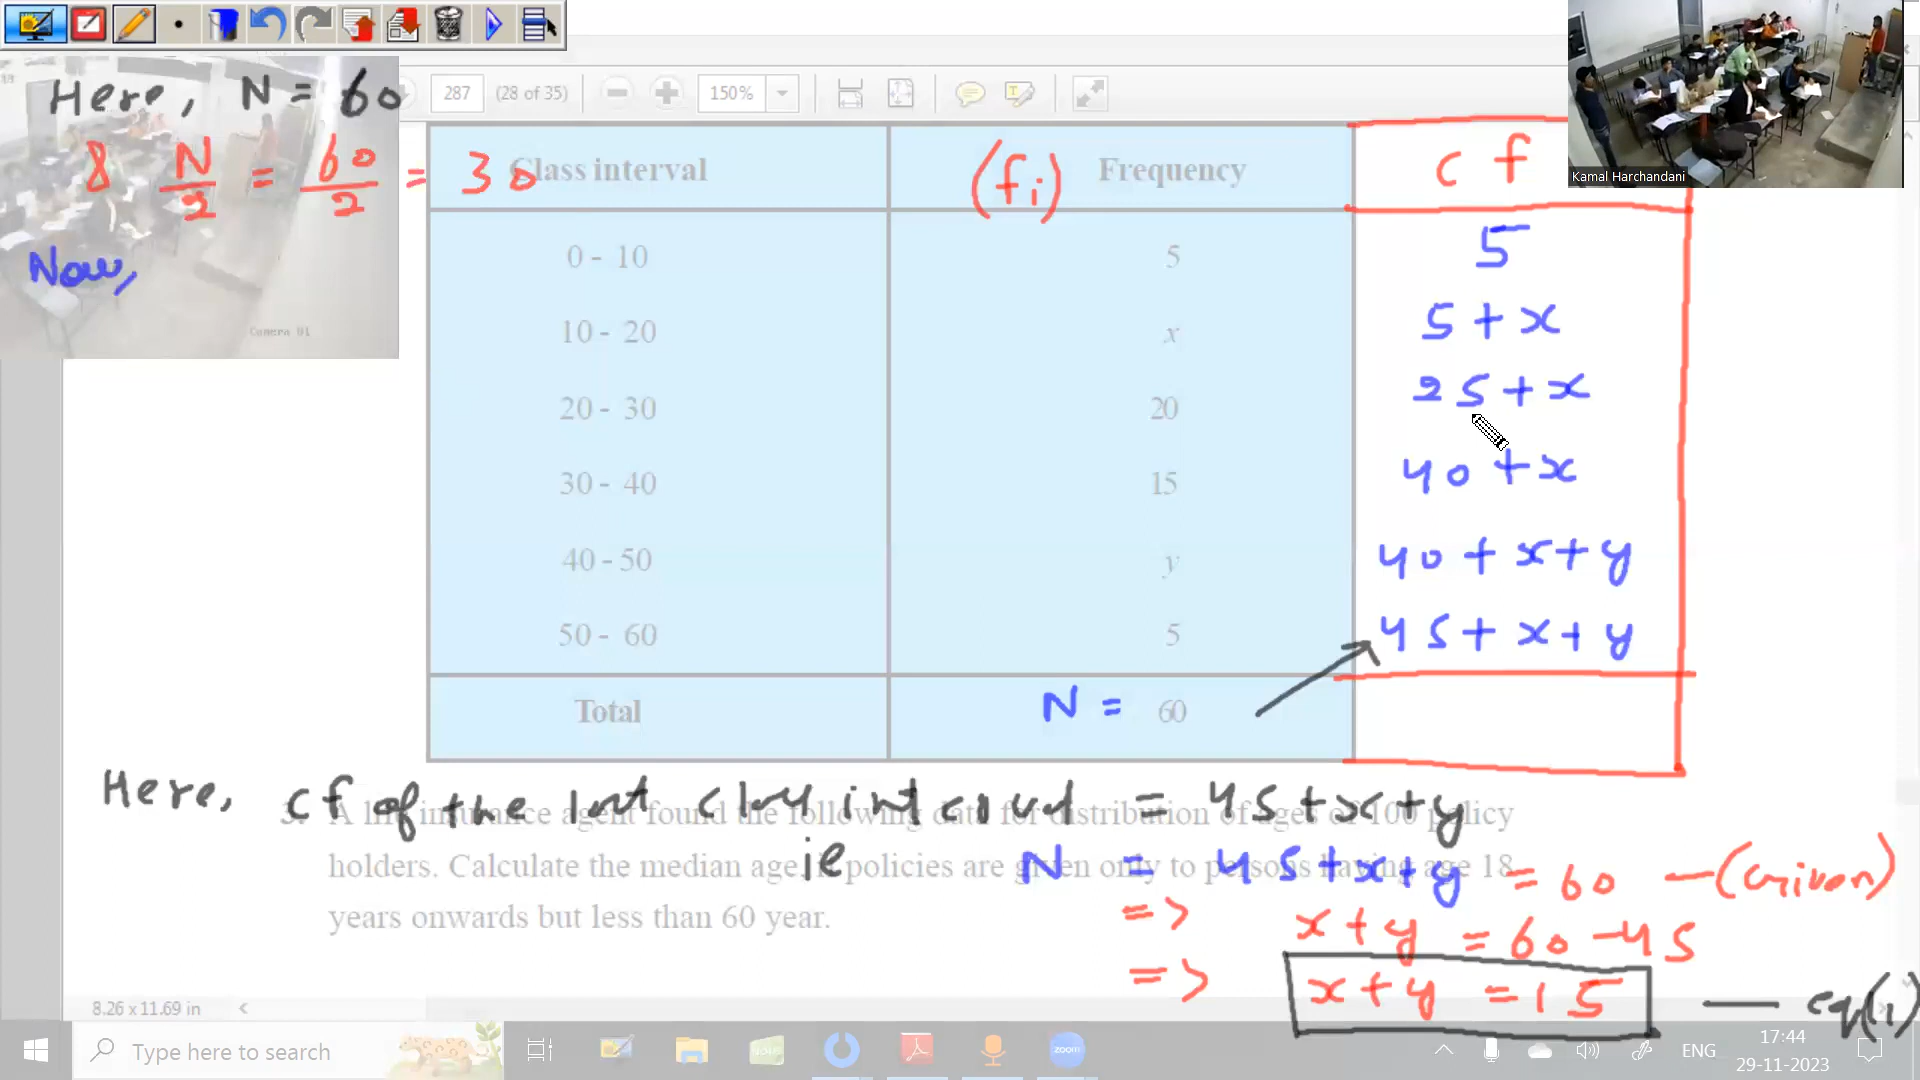 Here, N = 60
287 (28 of 35) 150%
8 N/2 = 60/2 = 30
Now,
Camera 01
Kamal Harchandani
Class interval (fi) Frequency cf
0 - 10 5 5
10 - 20 x 5+x
20 - 30 20 25+x
30 - 40 15 40+x
40 - 50 y 40+x+y
50 - 60 5 45+x+y
Total N = 60
Here, cf of the last class interval = 45+x+y
A life insurance agent found the following data for distribution of ages of 100 policy
ie N = 45+x+y = 60 —(Given)
holders. Calculate the median age if policies are given only to persons having age 18
=> x+y = 60-45
years onwards but less than 60 year.
=> x+y = 15 — eq(1)
8.26 x 11.69 in
Type here to search
zoom
ENG
17:44
29-11-2023